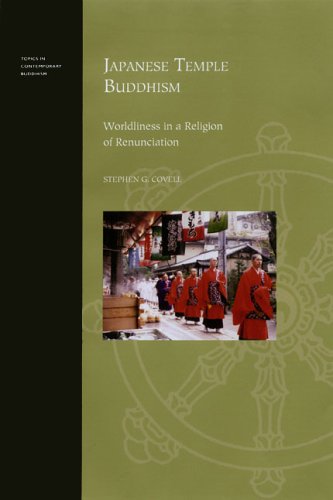 TOPICS IN
CONTEMPORARY
BUDDHISM
JAPANESE TEMPLE
BUDDHISM
Worldliness in a Religion
of Renunciation
STEPHEN G. COVELL